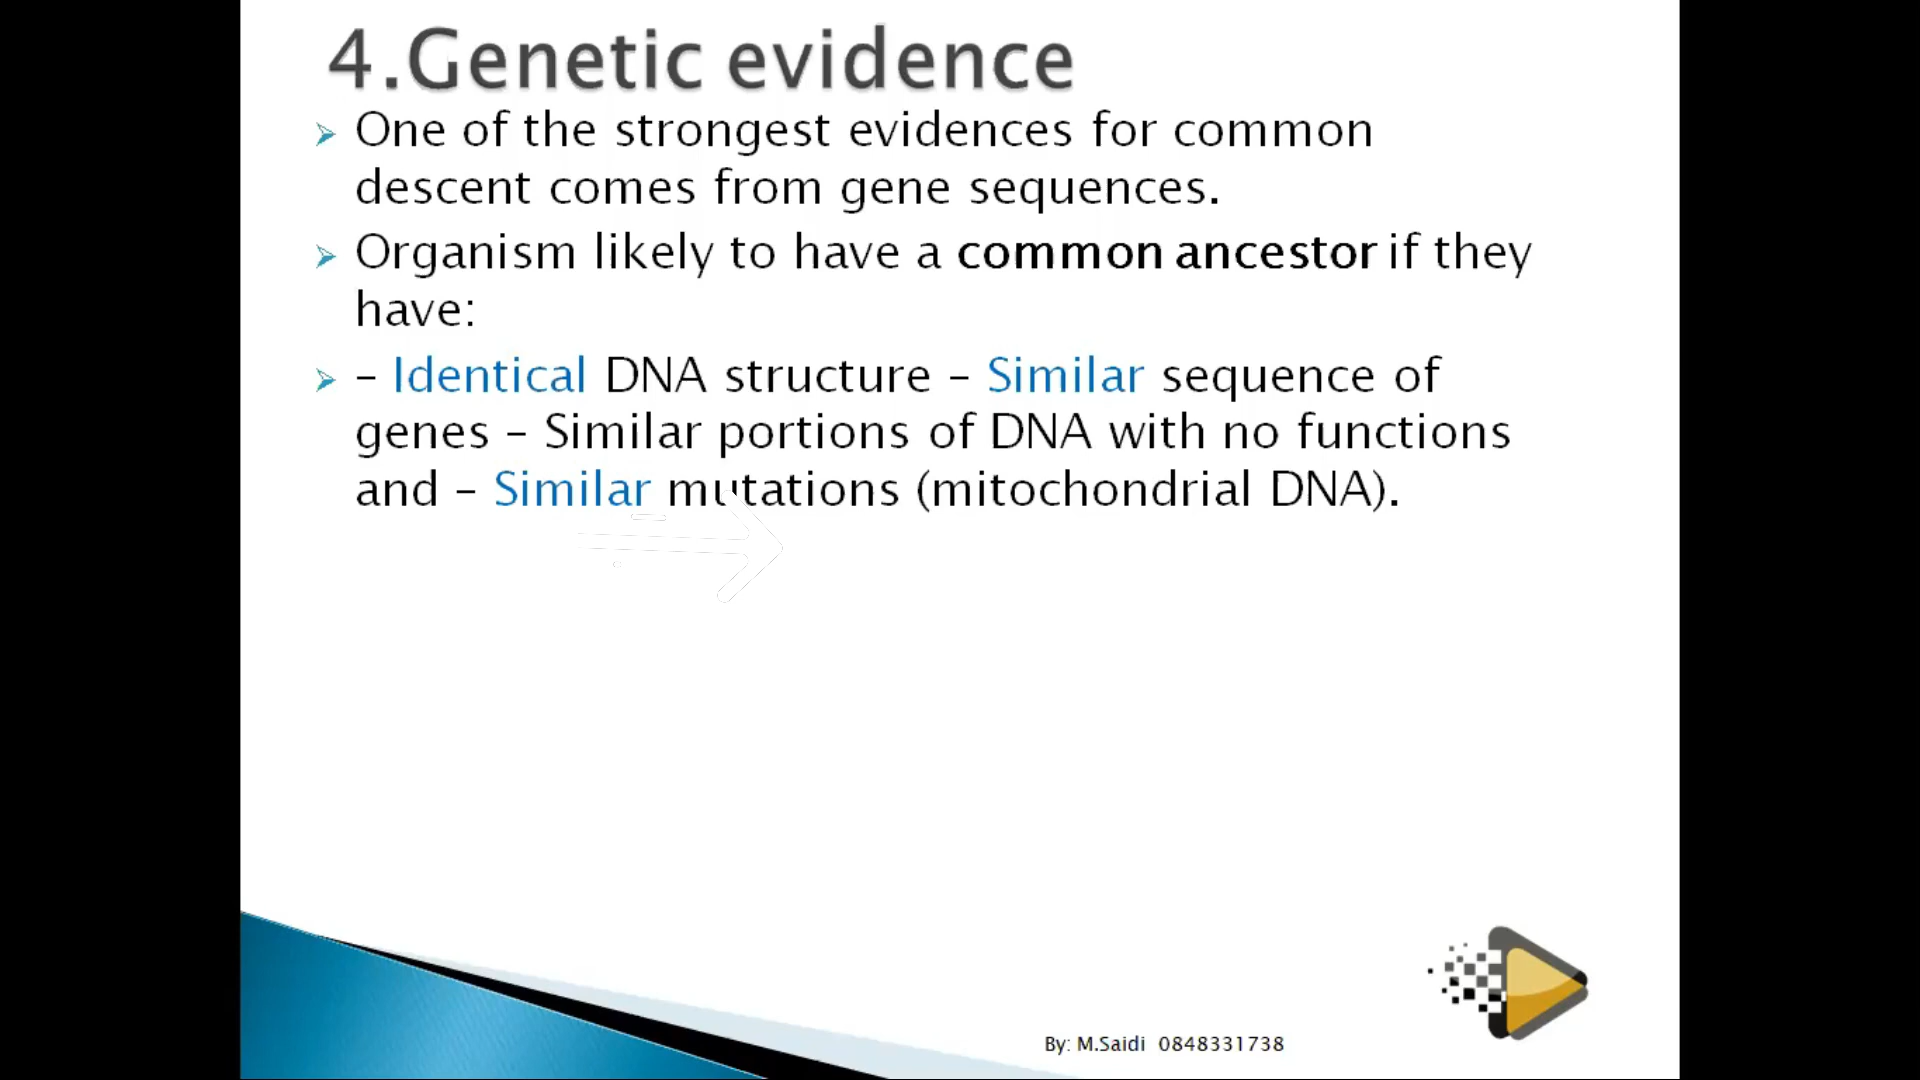 4.Genetic evidence
One of the strongest evidences for common
descent comes from gene sequences.
Organism likely to have a common ancestor if they
have:
– Identical DNA structure – Similar sequence of
genes – Similar portions of DNA with no functions
and – Similar mutations (mitochondrial DNA).
By: M.Saidi 0848331738